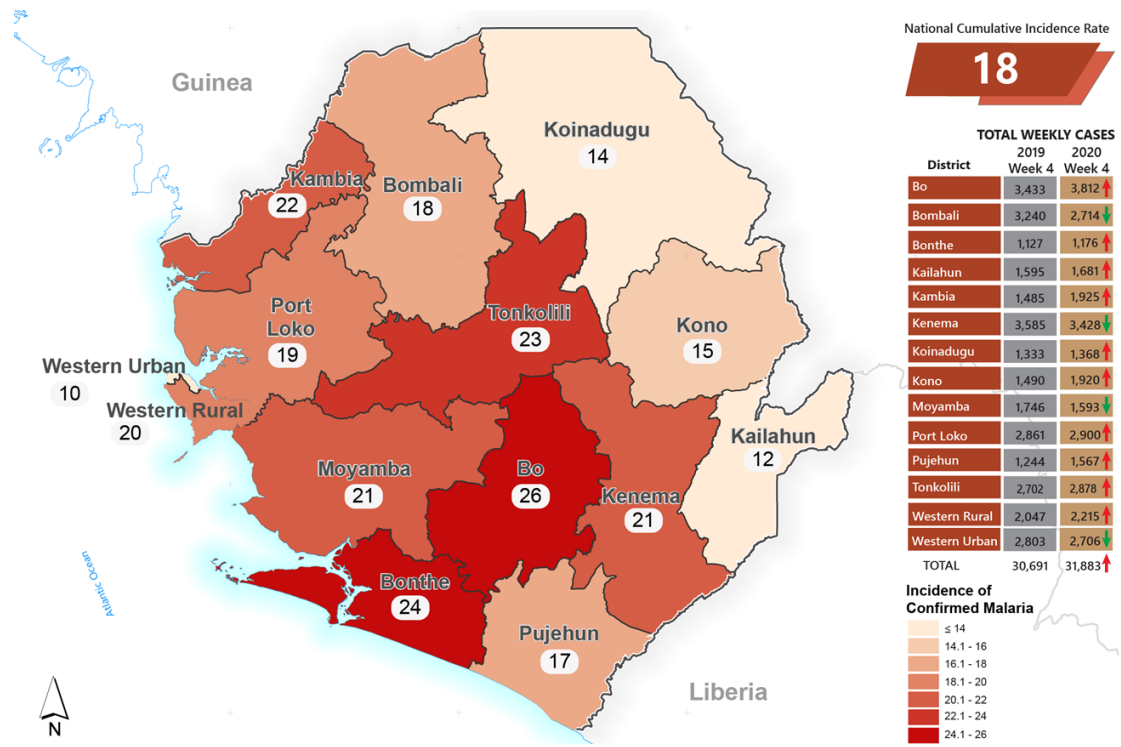 Guinea
Koinadugu
14
Kambia
22
Bombali
18
Port
Loko
19
Tonkolili
23
Kono
15
Western Urban
10
Western Rural
20
Kailahun
12
Moyamba
21
Bo
26
Kenema
21
Bonthe
24
Pujehun
17
Liberia
Atlantic Ocean
N
National Cumulative Incidence Rate
18
TOTAL WEEKLY CASES
District 2019 Week 4 2020 Week 4
Bo 3,433 3,812
Bombali 3,240 2,714
Bonthe 1,127 1,176
Kailahun 1,595 1,681
Kambia 1,485 1,925
Kenema 3,585 3,428
Koinadugu 1,333 1,368
Kono 1,490 1,920
Moyamba 1,746 1,593
Port Loko 2,861 2,900
Pujehun 1,244 1,567
Tonkolili 2,702 2,878
Western Rural 2,047 2,215
Western Urban 2,803 2,706
TOTAL 30,691 31,883
Incidence of
Confirmed Malaria
≤ 14
14.1 - 16
16.1 - 18
18.1 - 20
20.1 - 22
22.1 - 24
24.1 - 26